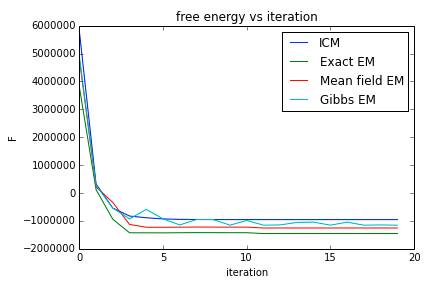 free energy vs iteration
6000000
5000000
4000000
3000000
2000000
1000000
0
−1000000
−2000000
F
ICM
Exact EM
Mean field EM
Gibbs EM
0
5
10
15
20
iteration